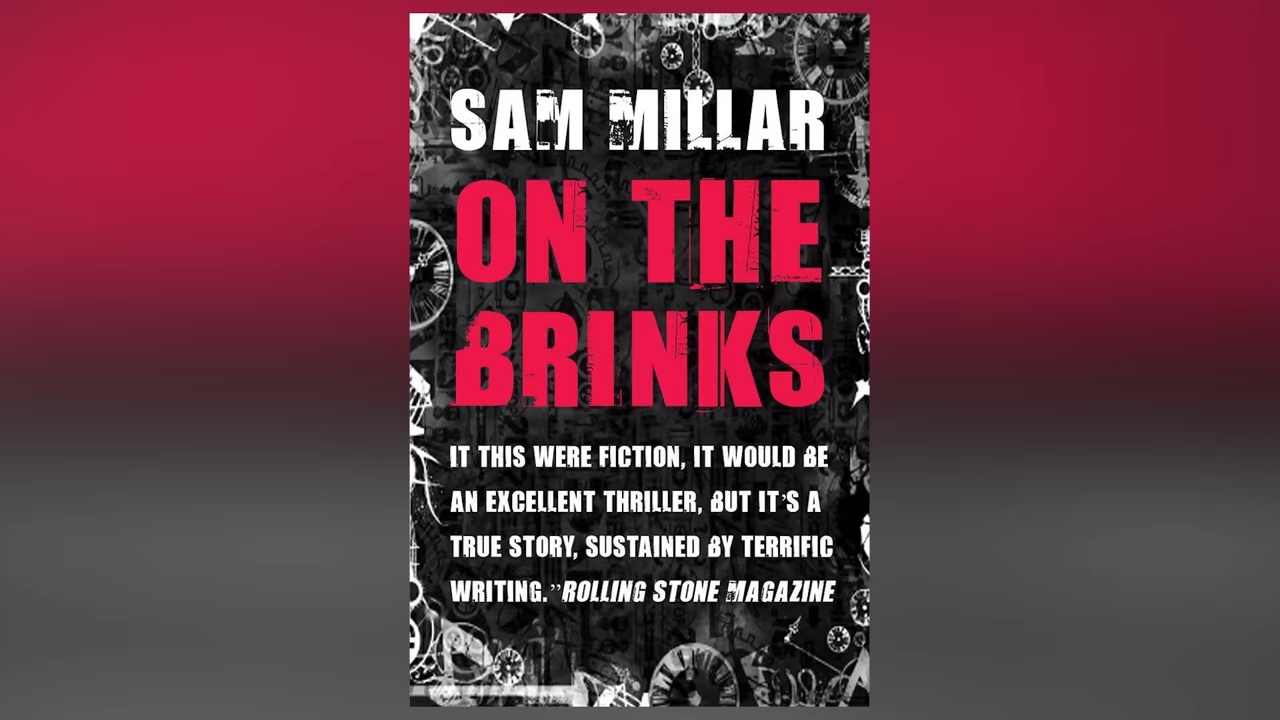 SAM MILLAR
ON THE
BRINKS
IT THIS WERE FICTION, IT WOULD BE
AN EXCELLENT THRILLER, BUT IT'S A
TRUE STORY, SUSTAINED BY TERRIFIC
WRITING.”ROLLING STONE MAGAZINE